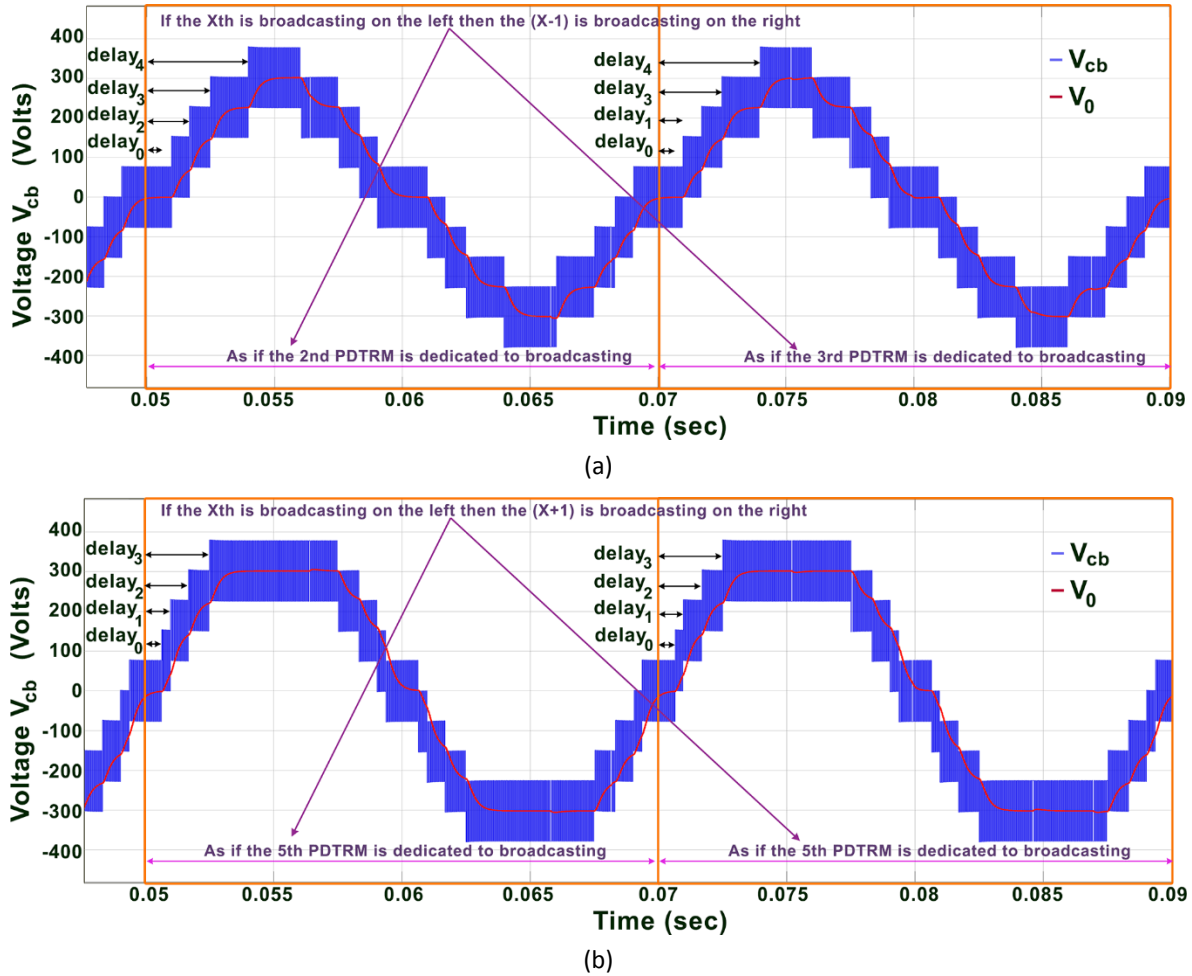 If the Xth is broadcasting on the left then the (X-1) is broadcasting on the right
400
300
200
100
0
-100
-200
-300
-400
Voltage Vcb (Volts)
delay4
delay3
delay2
delay0
delay4
delay3
delay1
delay0
Vcb
V0
As if the 2nd PDTRM is dedicated to broadcasting
As if the 3rd PDTRM is dedicated to broadcasting
0.05 0.055 0.06 0.065 0.07 0.075 0.08 0.085 0.09
Time (sec)
(a)
If the Xth is broadcasting on the left then the (X+1) is broadcasting on the right
400
300
200
100
0
-100
-200
-300
-400
Voltage Vcb (Volts)
delay3
delay2
delay1
delay0
delay3
delay2
delay1
delay0
Vcb
V0
As if the 5th PDTRM is dedicated to broadcasting
As if the 5th PDTRM is dedicated to broadcasting
0.05 0.055 0.06 0.065 0.07 0.075 0.08 0.085 0.09
Time (sec)
(b)